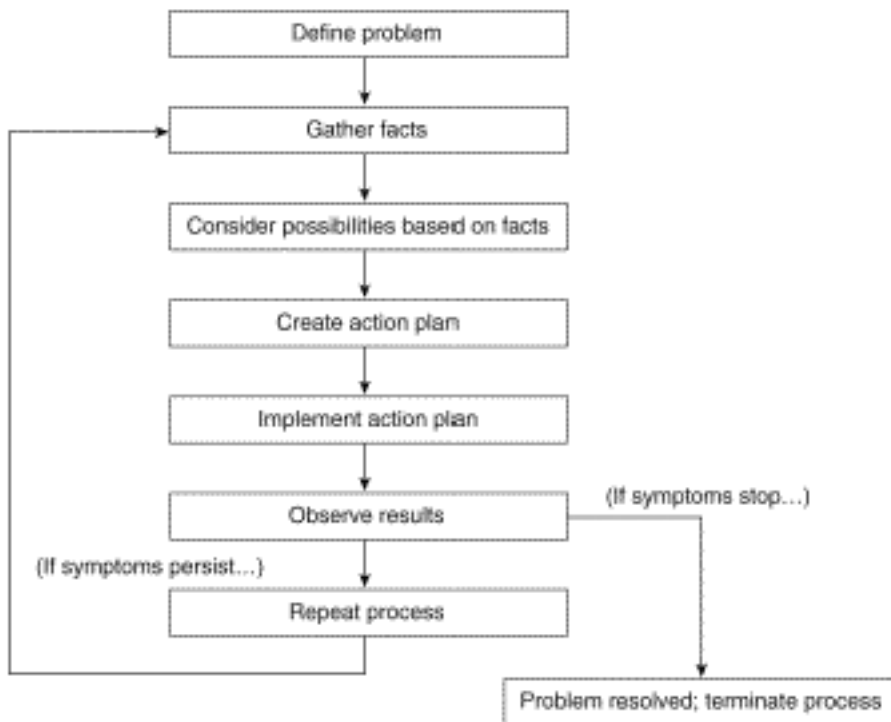 Define problem
Gather facts
Consider possibilities based on facts
Create action plan
Implement action plan
(If symptoms stop...)
Observe results
(If symptoms persist...)
Repeat process
Problem resolved; terminate process